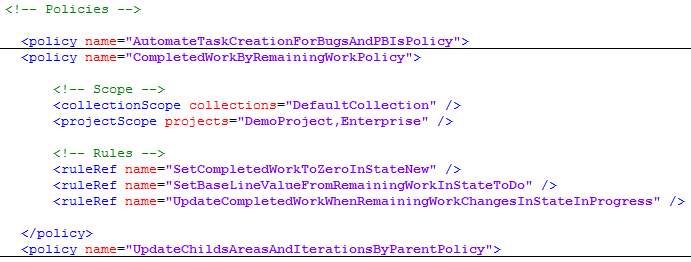 <!-- Policies -->
<policy name="AutomateTaskCreationForBugsAndPBIsPolicy">
<policy name="CompletedWorkByRemainingWorkPolicy">
<!-- Scope -->
<collectionScope collections="DefaultCollection" />
<projectScope projects="DemoProject,Enterprise" />
<!-- Rules -->
<ruleRef name="SetCompletedWorkToZeroInStateNew" />
<ruleRef name="SetBaseLineValueFromRemainingWorkInStateToDo" />
<ruleRef name="UpdateCompletedWorkWhenRemainingWorkChangesInStateInProgress" />
</policy>
<policy name="UpdateChildsAreasAndIterationsByParentPolicy">